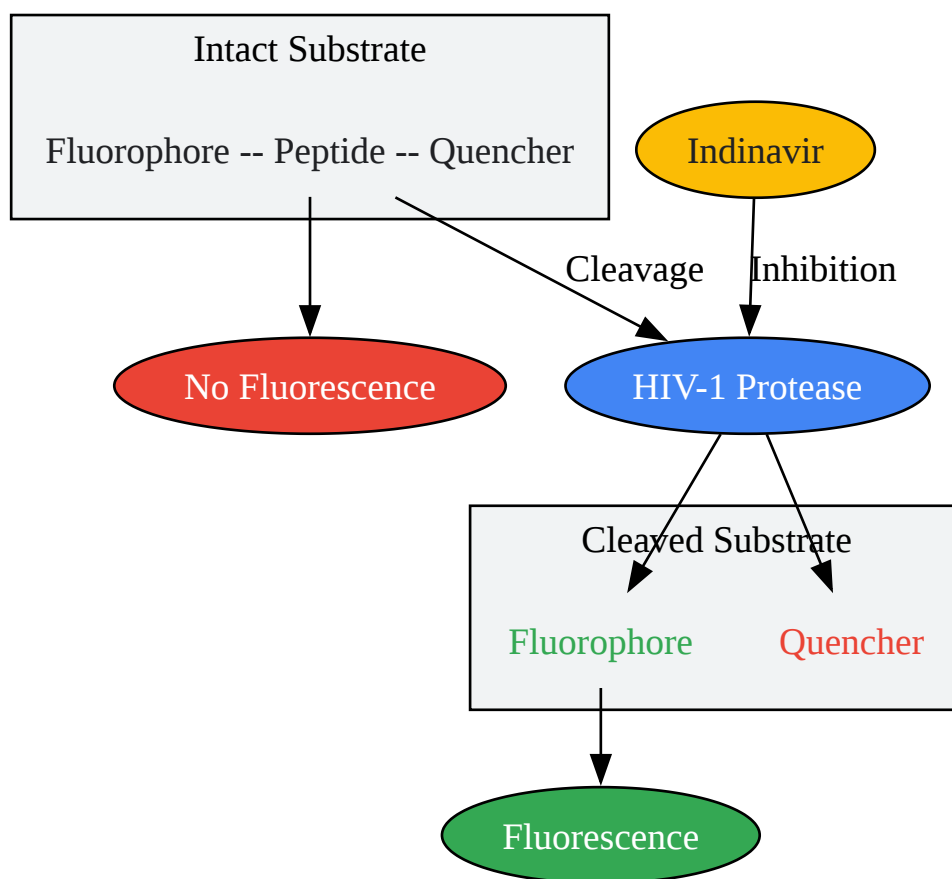 Intact Substrate
Fluorophore -- Peptide -- Quencher
Indinavir
Cleavage
Inhibition
No Fluorescence
HIV-1 Protease
Cleaved Substrate
Fluorophore
Quencher
Fluorescence